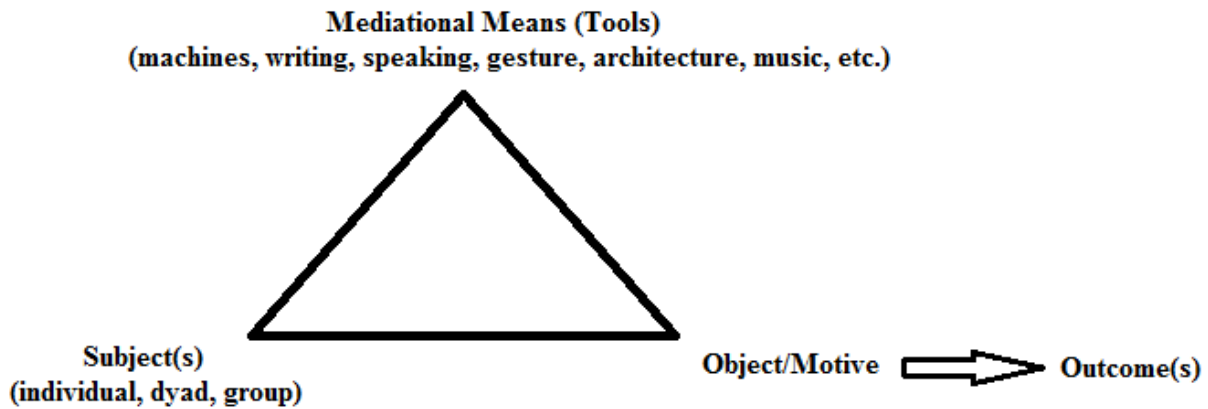 Mediational Means (Tools)
(machines, writing, speaking, gesture, architecture, music, etc.)
Subject(s)
(individual, dyad, group)
Object/Motive
Outcome(s)